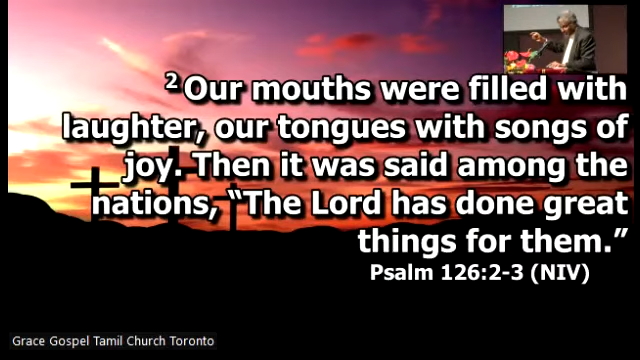 2 Our mouths were filled with
laughter, our tongues with songs of
joy. Then it was said among the
nations, “The Lord has done great
things for them.”
Psalm 126:2-3 (NIV)
Grace Gospel Tamil Church Toronto